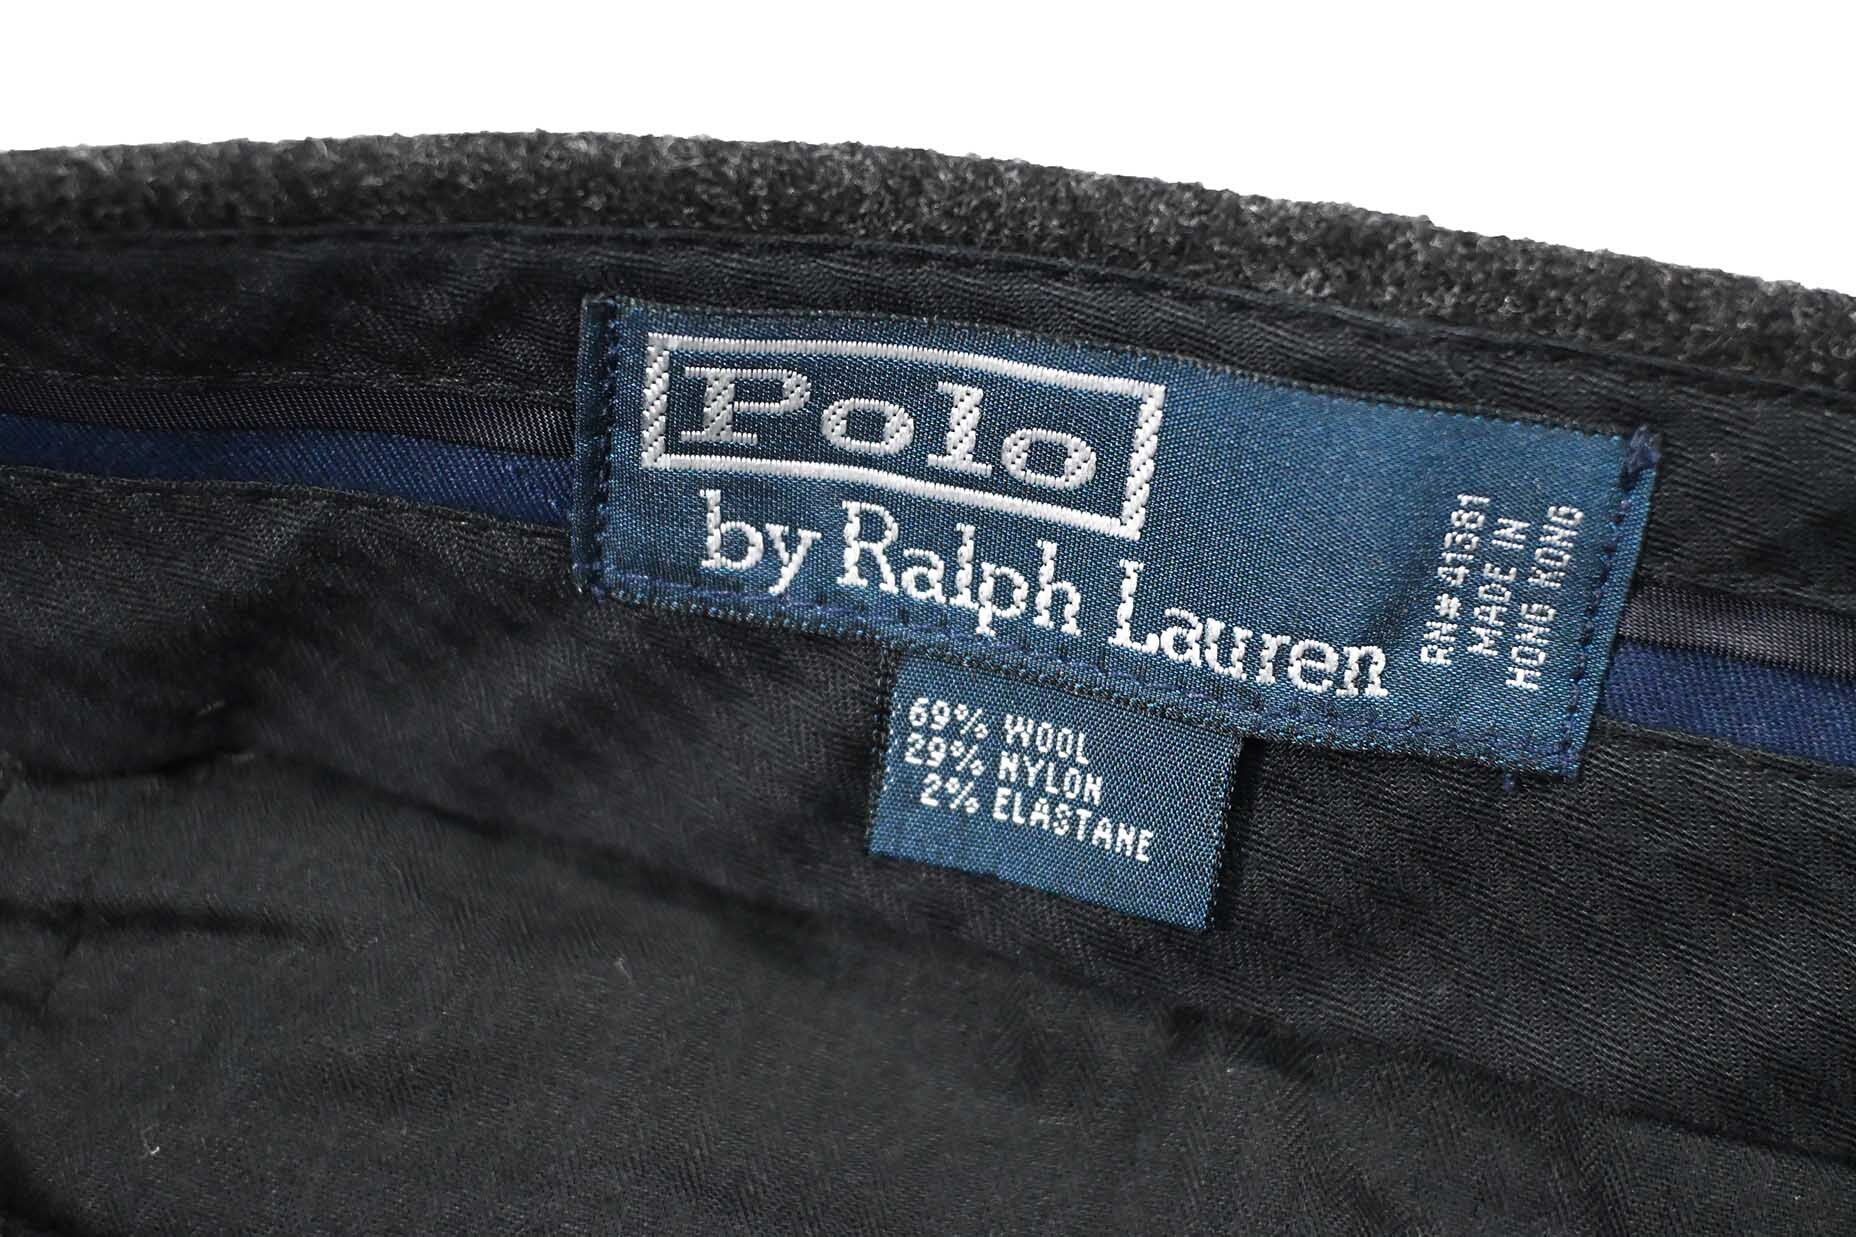 Polo
by Ralph Lauren
RN# 41381
MADE IN
HONG KONG
69% WOOL
29% NYLON
2% ELASTANE